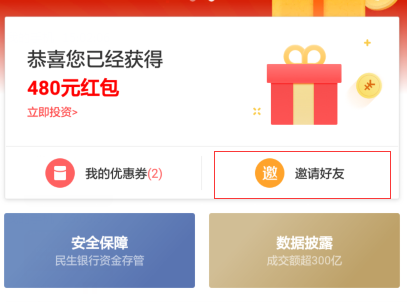 恭喜您已经获得
480元红包
立即投资>
我的优惠券(2)
邀 邀请好友
安全保障
民生银行资金存管
数据披露
成交额超300亿